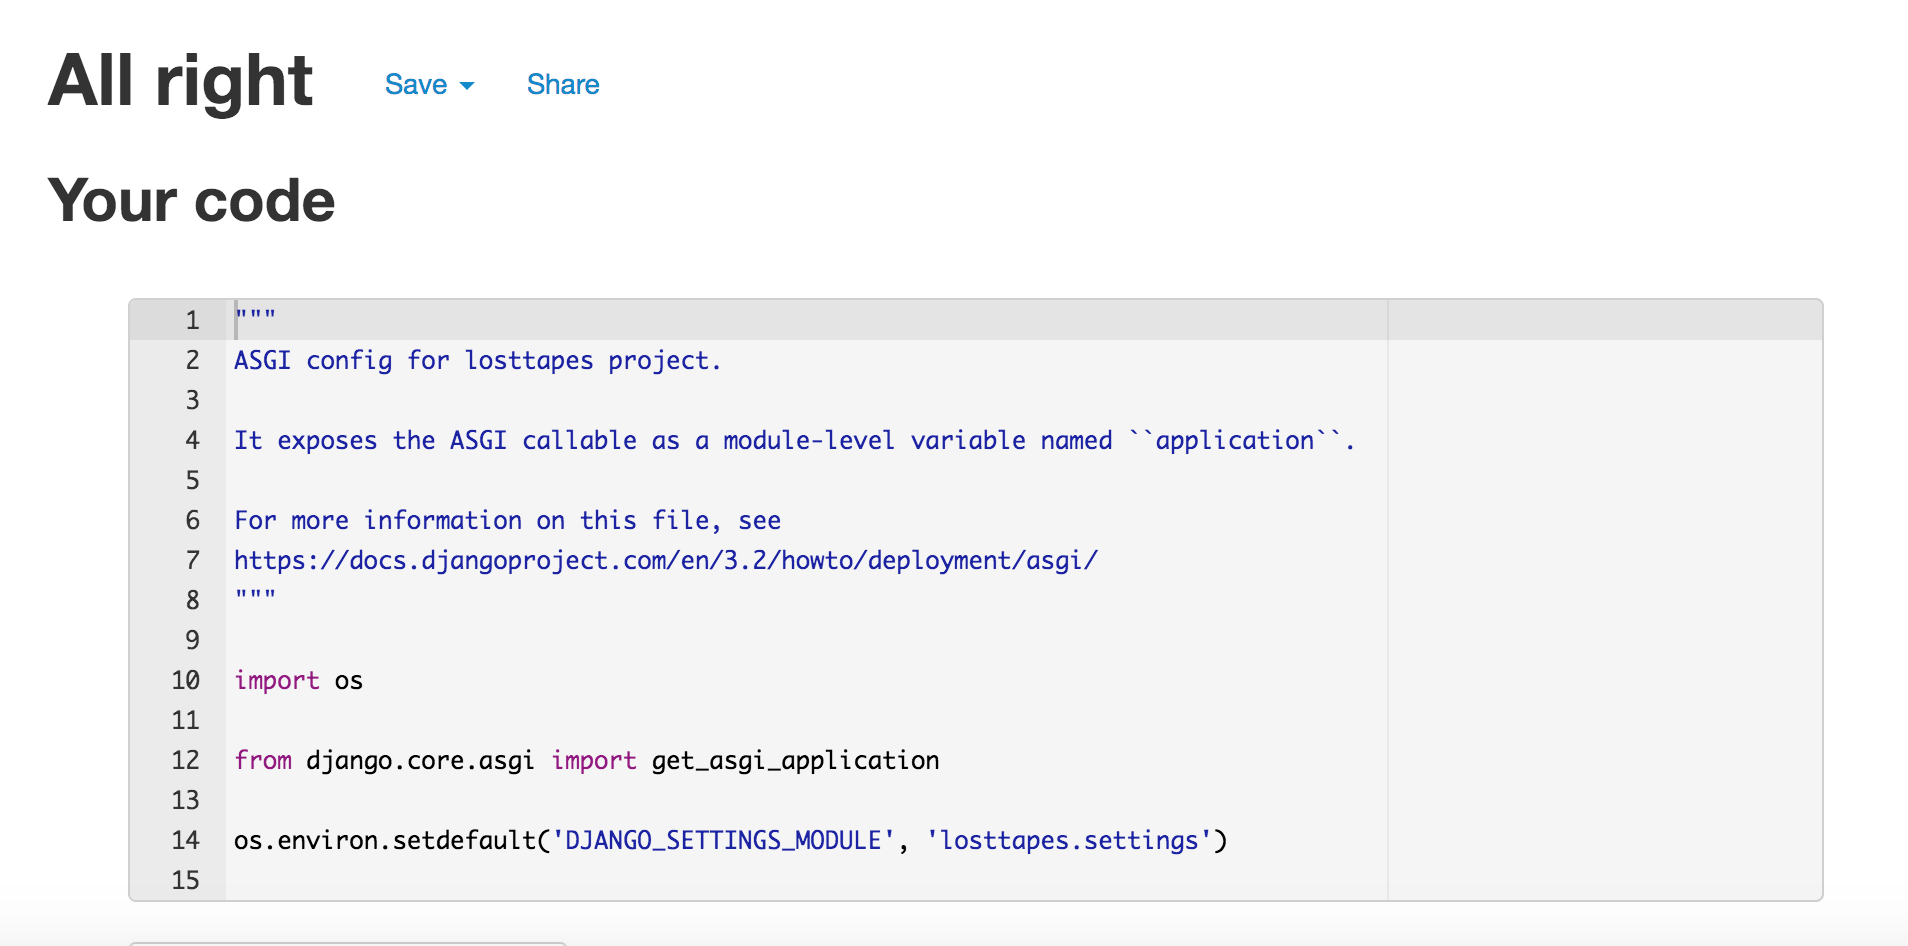 All right
Save
Share
Your code
1 """
2 ASGI config for losttapes project.
3
4 It exposes the ASGI callable as a module-level variable named ``application``.
5
6 For more information on this file, see
7 https://docs.djangoproject.com/en/3.2/howto/deployment/asgi/
8 """
9
10 import os
11
12 from django.core.asgi import get_asgi_application
13
14 os.environ.setdefault('DJANGO_SETTINGS_MODULE', 'losttapes.settings')
15